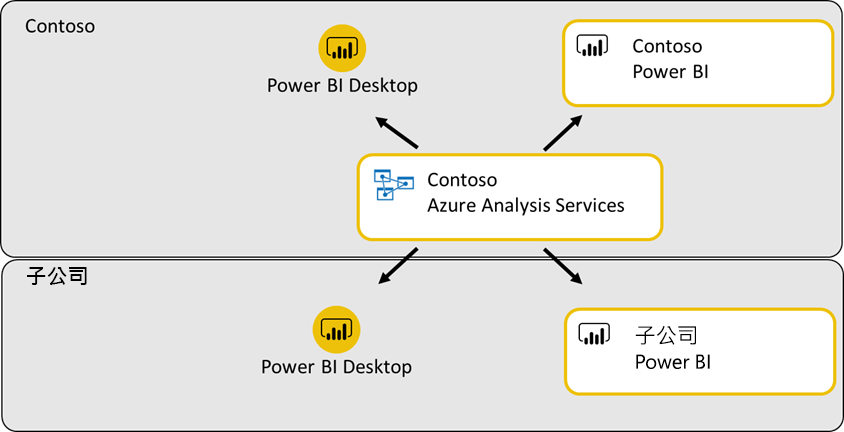 Contoso
Power BI Desktop
Contoso
Power BI
Contoso
Azure Analysis Services
子公司
Power BI Desktop
子公司
Power BI